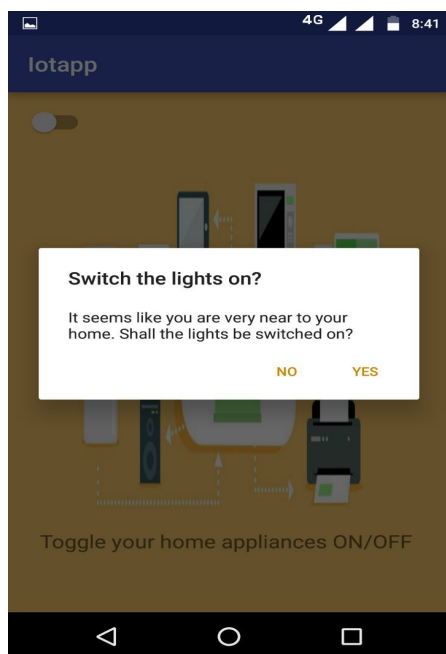 4G 8:41
Iotapp
Switch the lights on?
It seems like you are very near to your
home. Shall the lights be switched on?
NO YES
Toggle your home appliances ON/OFF